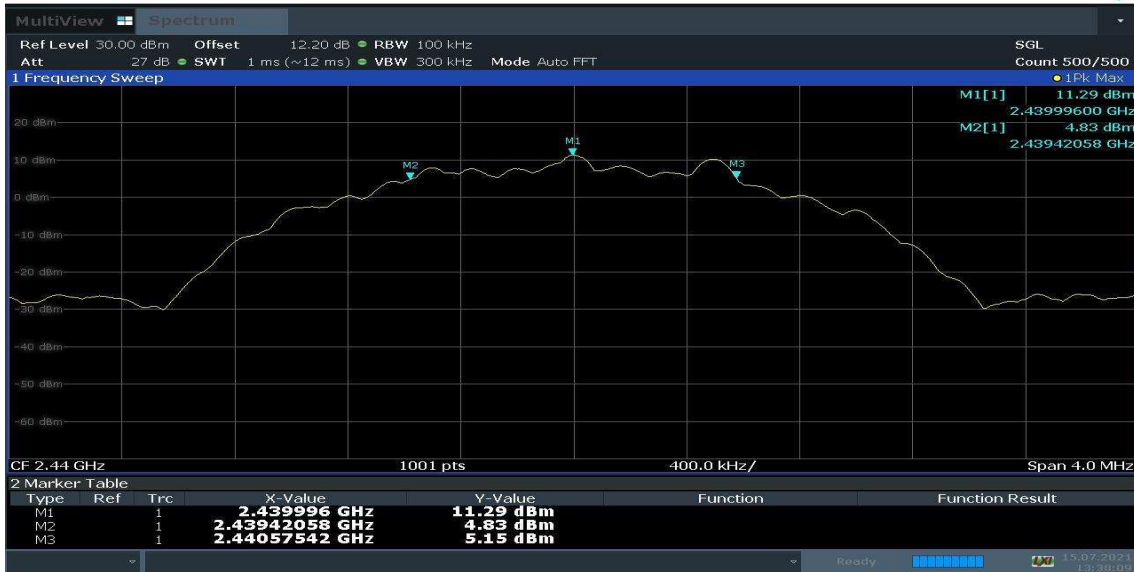 MultiView Spectrum
Ref Level 30.00 dBm Offset 12.20 dB RBW 100 kHz SGL
Att 27 dB SWT 1 ms (~12 ms) VBW 300 kHz Mode Auto FFT Count 500/500
1 Frequency Sweep 1Pk Max
M1[1] 11.29 dBm
2.43999600 GHz
20 dBm
M2[1] 4.83 dBm
2.43942058 GHz
M1
10 dBm
M2 M3
0 dBm
-10 dBm
-20 dBm
-30 dBm
-40 dBm
-50 dBm
-60 dBm
CF 2.44 GHz 1001 pts 400.0 kHz/ Span 4.0 MHz
2 Marker Table
Type Ref Trc X-Value Y-Value Function Function Result
M1 1 2.439996 GHz 11.29 dBm
M2 1 2.43942058 GHz 4.83 dBm
M3 1 2.44057542 GHz 5.15 dBm
Ready 15.07.2021
13:38:09